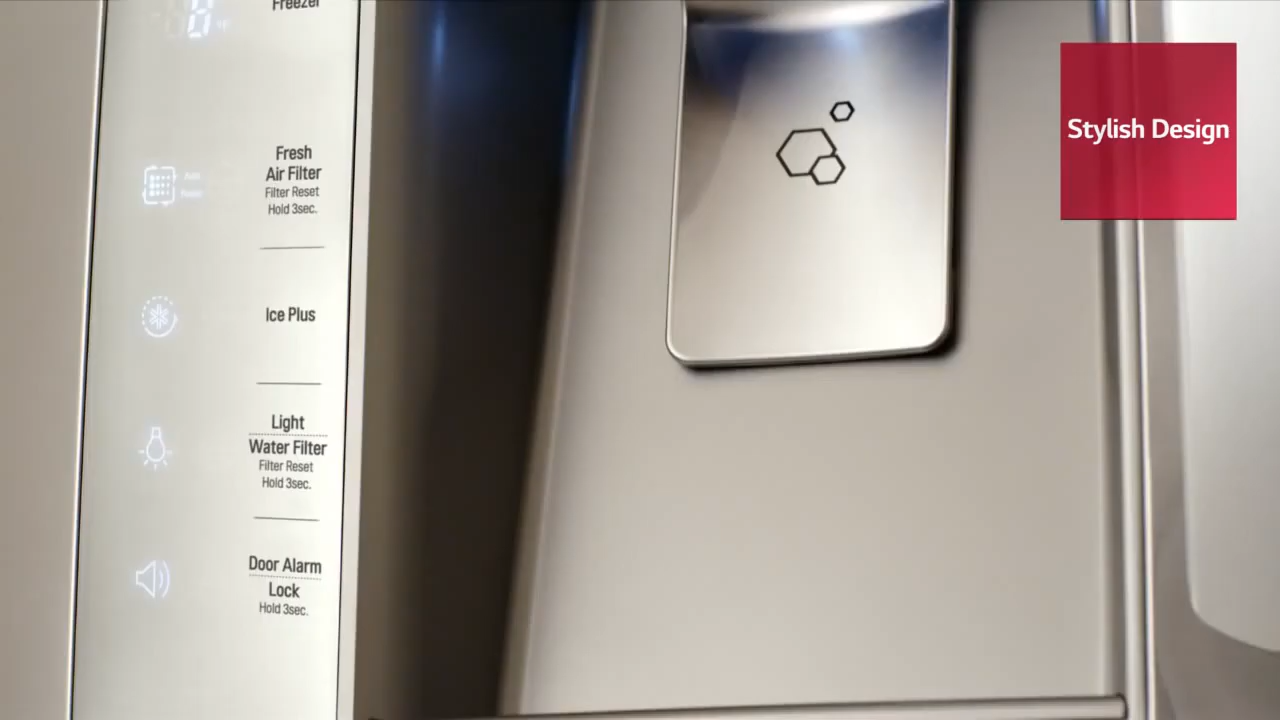 Freezer
Fresh
Air Filter
Filter Reset
Hold 3sec.
Ice Plus
Light
Water Filter
Filter Reset
Hold 3sec.
Door Alarm
Lock
Hold 3sec.
Stylish Design